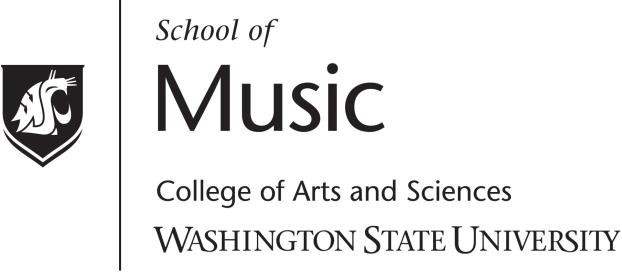 School of
Music
College of Arts and Sciences
WASHINGTON STATE UNIVERSITY